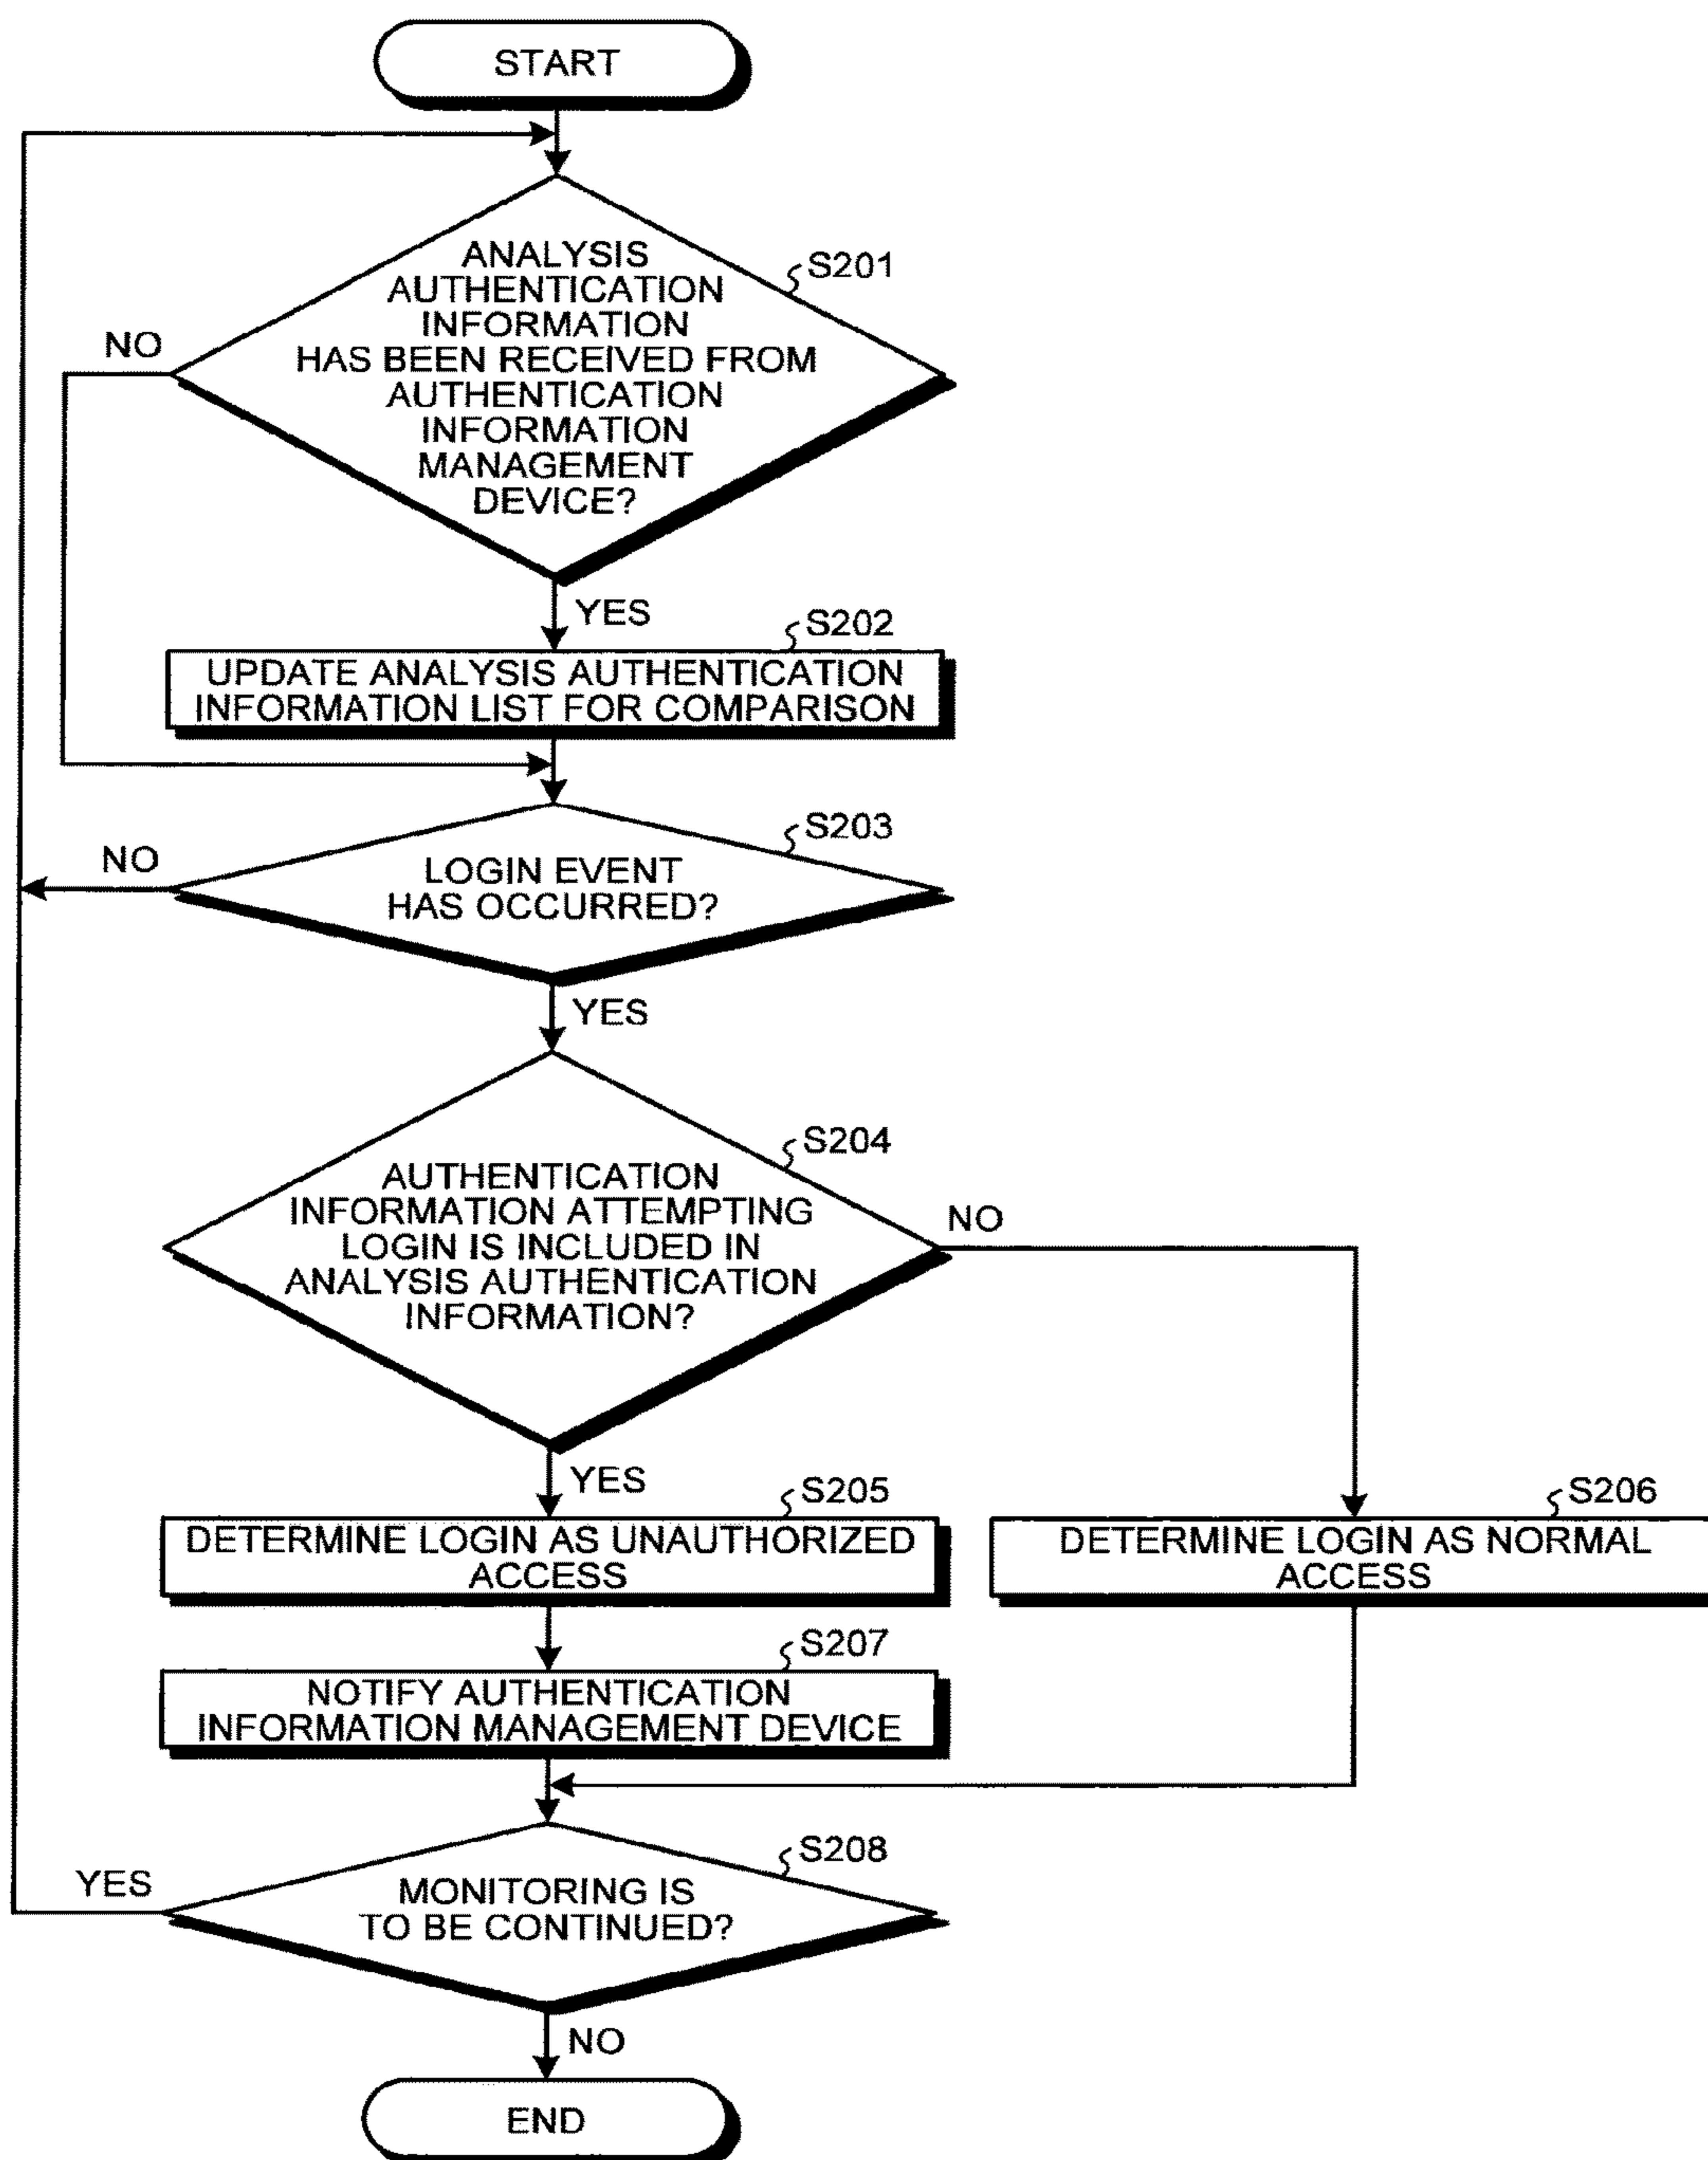 START
S201
ANALYSIS
AUTHENTICATION
INFORMATION
HAS BEEN RECEIVED FROM
AUTHENTICATION
INFORMATION
MANAGEMENT
DEVICE?
NO
YES
S202
UPDATE ANALYSIS AUTHENTICATION
INFORMATION LIST FOR COMPARISON
S203
NO
LOGIN EVENT
HAS OCCURRED?
YES
S204
AUTHENTICATION
INFORMATION ATTEMPTING
LOGIN IS INCLUDED IN
ANALYSIS AUTHENTICATION
INFORMATION?
NO
YES
S205
DETERMINE LOGIN AS UNAUTHORIZED
ACCESS
S206
DETERMINE LOGIN AS NORMAL
ACCESS
S207
NOTIFY AUTHENTICATION
INFORMATION MANAGEMENT DEVICE
S208
YES
MONITORING IS
TO BE CONTINUED?
NO
END